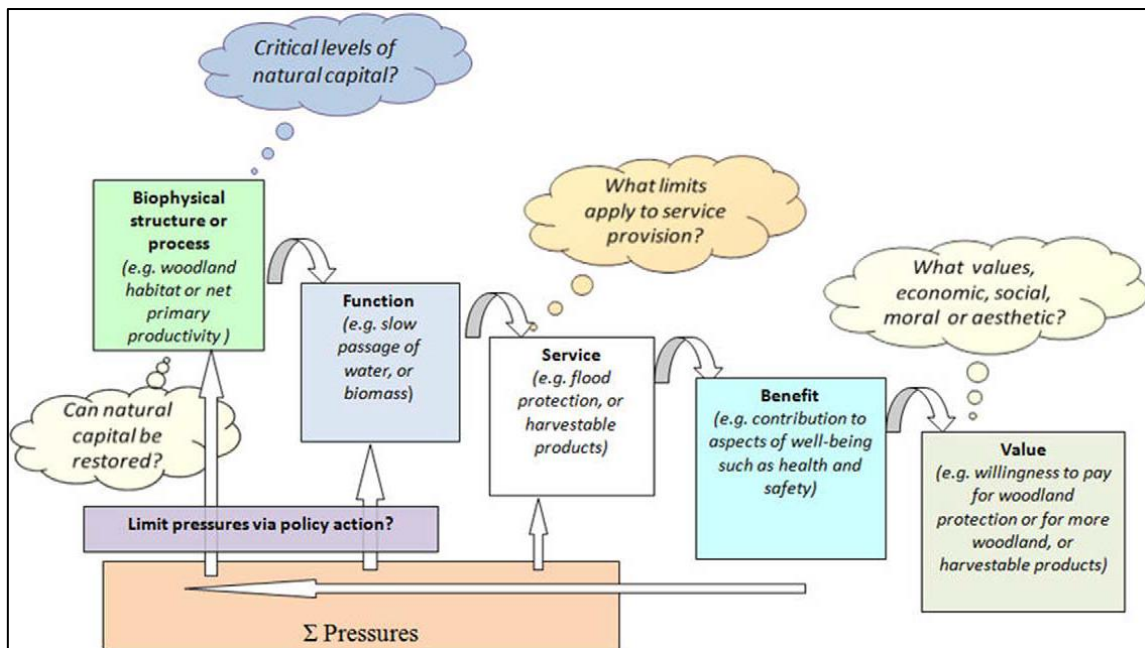 Critical levels of
natural capital?
Biophysical
structure or
process
(e.g. woodland
habitat or net
primary
productivity )
Can natural
capital be
restored?
Function
(e.g. slow
passage of
water, or
biomass)
What limits
apply to service
provision?
Service
(e.g. flood
protection, or
harvestable
products)
Benefit
(e.g. contribution to
aspects of well-being
such as health and
safety)
What values,
economic, social,
moral or aesthetic?
Value
(e.g. willingness to pay
for woodland
protection or for more
woodland, or
harvestable products)
Limit pressures via policy action?
Σ Pressures